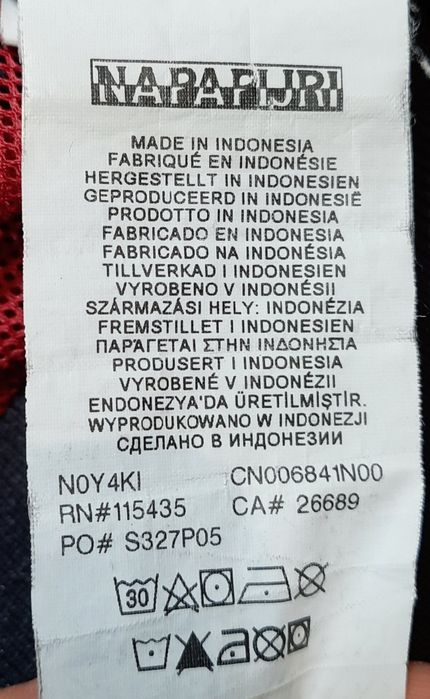 NAPAPIJRI
MADE IN INDONESIA
FABRIQUÉ EN INDONÉSIE
HERGESTELLT IN INDONESIEN
GEPRODUCEERD IN INDONESIË
PRODOTTO IN INDONESIA
FABRICADO EN INDONESIA
FABRICADO NA INDONÉSIA
TILLVERKAD I INDONESIEN
VYROBENO V INDONÉSII
SZÁRMAZÁSI HELY: INDONÉZIA
FREMSTILLET I INDONESIEN
ΠΑΡΆΓΕΤΑΙ ΣΤΗΝ ΙΝΔΟΝΗΣΙΑ
PRODUSERT I INDONESIA
VYROBENÉ V INDONÉZII
ENDONEZYA'DA ÜRETİLMİŞTİR.
WYPRODUKOWANO W INDONEZJI
СДЕЛАНО В ИНДОНЕЗИИ
N0Y4KI CN006841N00
RN#115435 CA# 26689
PO# S327P05
30